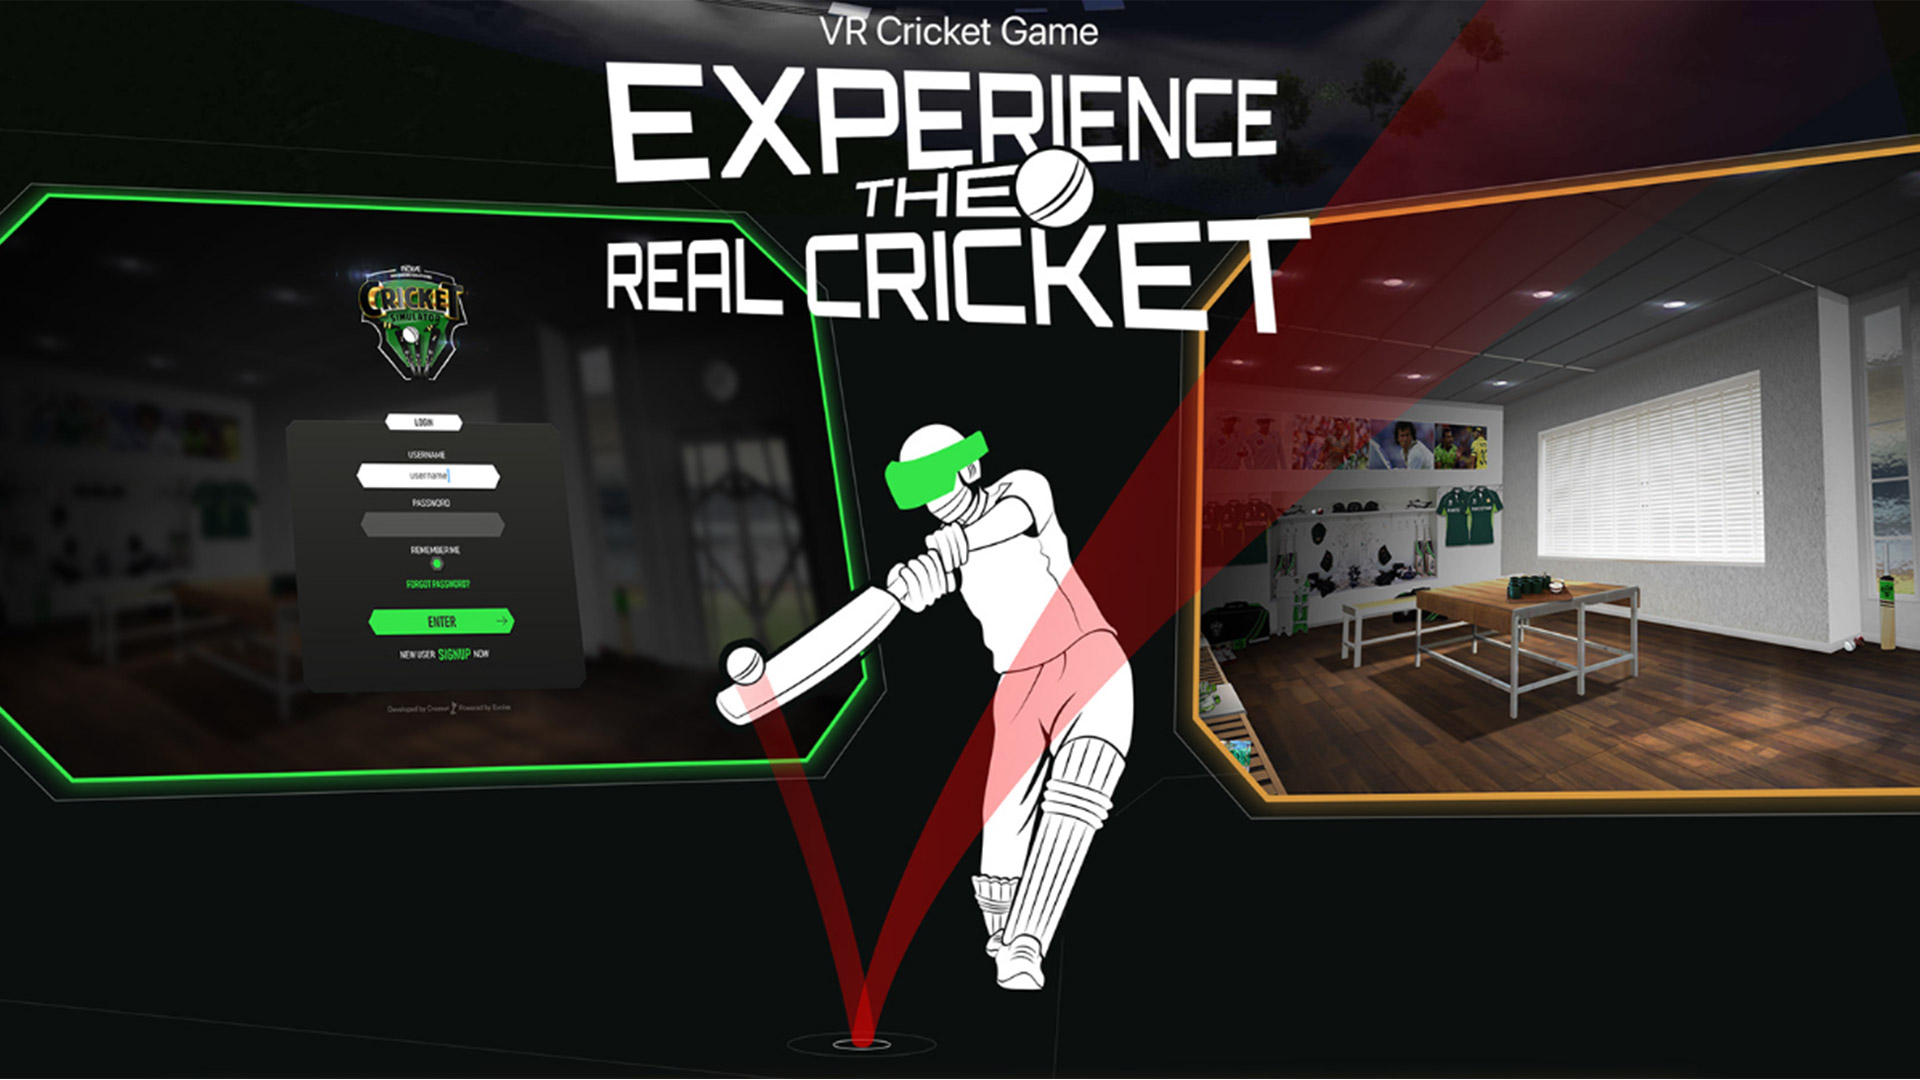 VR Cricket Game
EXPERIENCE
THE
REAL CRICKET
CRICKET
SIMULATOR
LOGIN
USERNAME
username
PASSWORD
REMEMBER ME
FORGOT PASSWORD?
ENTER
NEW USER SIGNUP NOW